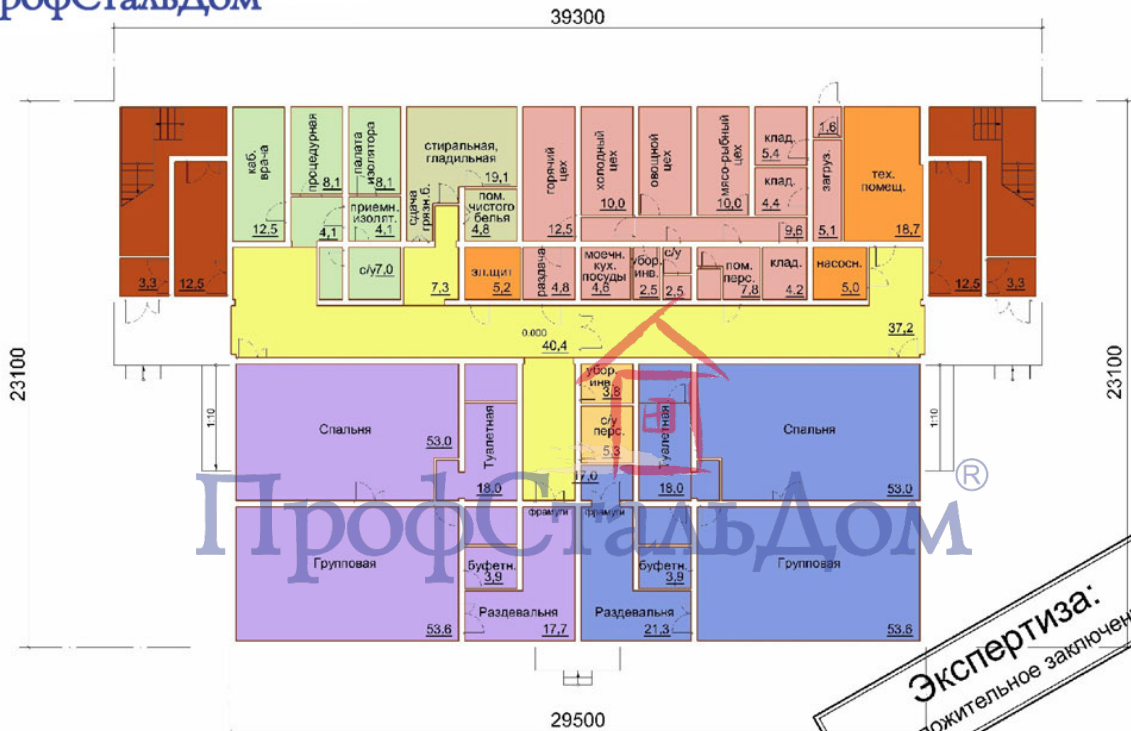 ПрофСтальДом
39300
23100
23100
каб.
врача
12.5
процедурная
8,1
4,1
палата
изолятора
8,1
приемн.
изолят.
4,1
стиральная,
гладильная
19,1
сдача
грязн.б.
пом.
чистого
белья
4,8
горячий
цех
12,5
холодный
цех
10,0
овощной
цех
мясо-рыбный
цех
10,0
клад.
5.4
клад.
4,4
9,6
1,6
загруз.
5,1
тех.
помещ.
18,7
3,3
12,5
с/у7,0
7,3
эл.щит
5,2
раздача
4,8
моечн.
кух.
посуды
4,6
убор.
инв.
2,5
с/у
2,5
пом.
перс.
7,8
клад.
4.2
насосн.
5,0
12,5
3,3
0.000
40,4
37,2
1:10
1:10
Спальня
53.0
Туалетная
18.0
убор.
инв.
3,8
с/у
перс.
5,3
17,0
Туалетная
18,0
Спальня
53.0
ПрофСтальДом®
фрамуги
фрамуги
Групповая
53.6
буфетн.
3,9
Раздевальня
17,7
буфетн.
3,9
Раздевальня
21,3
Групповая
53.6
29500
Экспертиза: